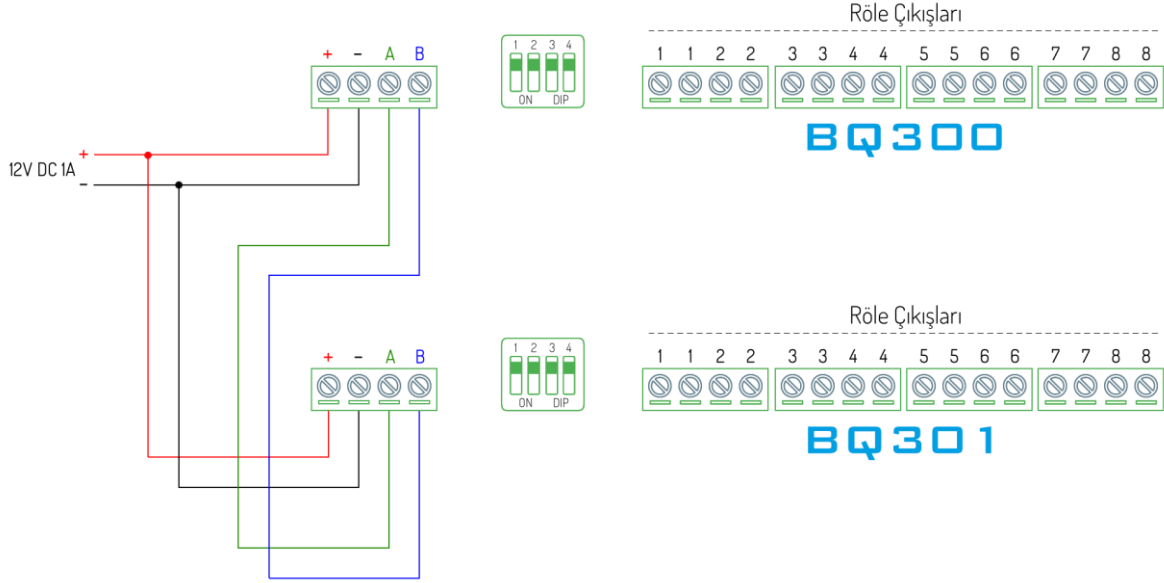 Röle Çıkışları
+ − A B
1 2 3 4
ON DIP
1 1 2 2 3 3 4 4 5 5 6 6 7 7 8 8
BQ300
+
12V DC 1A
−
Röle Çıkışları
+ − A B
1 2 3 4
ON DIP
1 1 2 2 3 3 4 4 5 5 6 6 7 7 8 8
BQ301